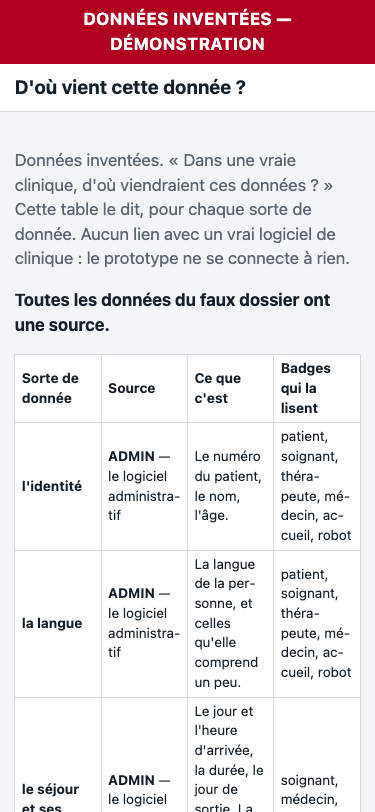 DONNÉES INVENTÉES —
DÉMONSTRATION
D'où vient cette donnée ?
Données inventées. « Dans une vraie
clinique, d'où viendraient ces données ? »
Cette table le dit, pour chaque sorte de
donnée. Aucun lien avec un vrai logiciel de
clinique : le prototype ne se connecte à rien.
Toutes les données du faux dossier ont
une source.
Sorte de
donnée
Source
Ce que
c'est
Badges
qui la
lisent
l'identité
ADMIN —
le logiciel
administra-
tif
Le numéro
du patient,
le nom,
l'âge.
patient,
soignant,
théra-
peute, mé-
decin, ac-
cueil, robot
la langue
ADMIN —
le logiciel
administra-
tif
La langue
de la per-
sonne, et
celles
qu'elle
comprend
un peu.
patient,
soignant,
théra-
peute, mé-
decin, ac-
cueil, robot
le séjour
et ses
ADMIN —
le logiciel
Le jour et
l'heure
d'arrivée,
la durée, le
jour de
sortie. La
soignant,
médecin,